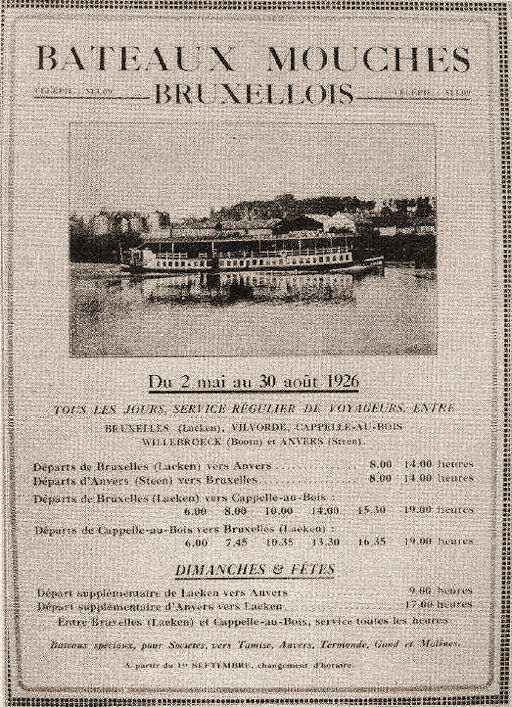 BATEAUX MOUCHES
BRUXELLOIS
Du 2 mai au 30 août 1926
TOUS LES JOURS, SERVICE RÉGULIER DE VOYAGEURS, ENTRE
BRUXELLES (Laeken), VILVORDE, CAPPELLE-AU-BOIS
WILLEBROECK (Boom) et ANVERS (Steen).
Départs de Bruxelles (Laeken) vers Anvers 8.00 14.00 heures
Départs d'Anvers (Steen) vers Bruxelles 8.00 14.00 heures
Départs de Bruxelles (Laeken) vers Cappelle-au-Bois :
6.00 8.00 10.00 14.00 15.30 19.00 heures
Départs de Cappelle-au-Bois vers Bruxelles (Laeken) :
6.00 7.45 10.35 13.30 16.35 19.00 heures
DIMANCHES & FÊTES
Départ supplémentaire de Laeken vers Anvers 9.00 heures
Départ supplémentaire d'Anvers vers Laeken 17.00 heures
Entre Bruxelles (Laeken) et Cappelle-au-Bois, service toutes les heures
Bateaux spéciaux, pour Sociétés, vers Tamise, Anvers, Termonde, Gand et Malines.
A partir du 1er SEPTEMBRE, changement d'horaire.